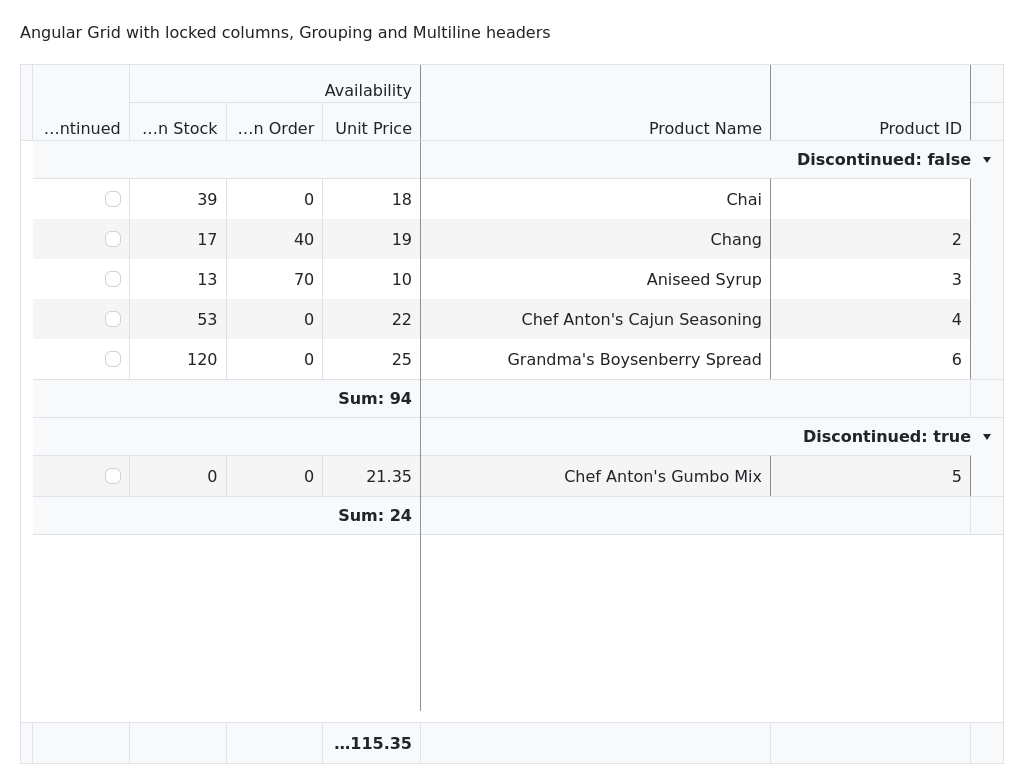 Angular Grid with locked columns, Grouping and Multiline headers
Availability
...ntinued ...n Stock ...n Order Unit Price Product Name Product ID
Discontinued: false
39 0 18 Chai
17 40 19 Chang 2
13 70 10 Aniseed Syrup 3
53 0 22 Chef Anton's Cajun Seasoning 4
120 0 25 Grandma's Boysenberry Spread 6
Sum: 94
Discontinued: true
0 0 21.35 Chef Anton's Gumbo Mix 5
Sum: 24
...115.35